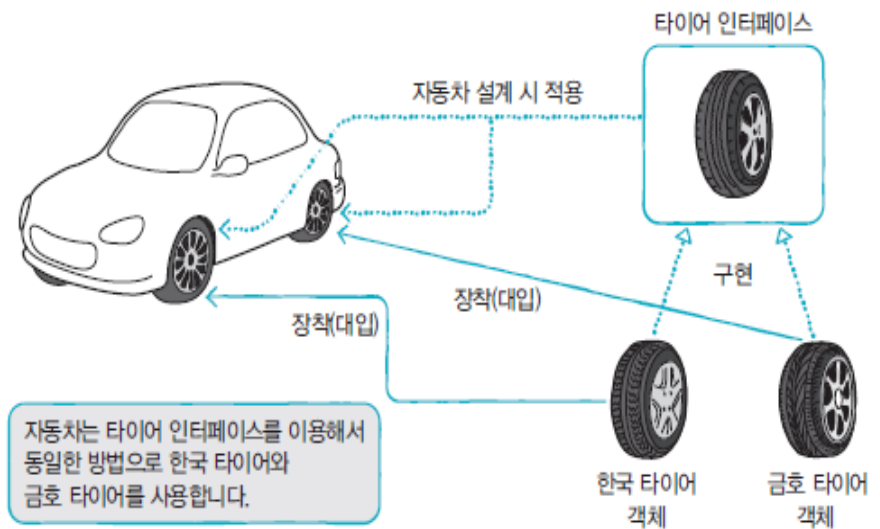 타이어 인터페이스
자동차 설계 시 적용
구현
장착(대입)
장착(대입)
자동차는 타이어 인터페이스를 이용해서
동일한 방법으로 한국 타이어와
금호 타이어를 사용합니다.
한국 타이어
객체
금호 타이어
객체